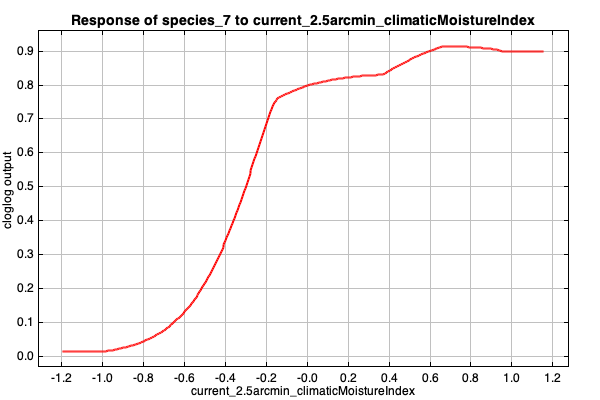 Response of species_7 to current_2.5arcmin_climaticMoistureIndex
cloglog output
0.9
0.8
0.7
0.6
0.5
0.4
0.3
0.2
0.1
0.0
-1.2 -1.0 -0.8 -0.6 -0.4 -0.2 0.0 0.2 0.4 0.6 0.8 1.0 1.2
current_2.5arcmin_climaticMoistureIndex